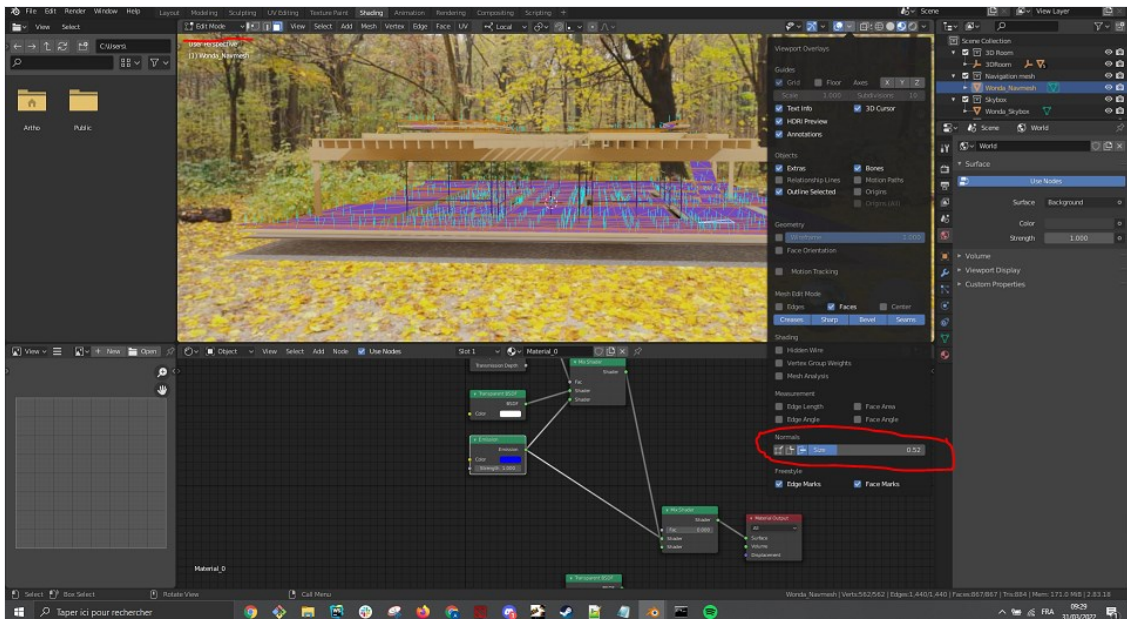 File Edit Render Window Help Layout Modeling Sculpting UV Editing Texture Paint Shading Animation Rendering Compositing Scripting + Scene View Layer
View Select Edit Mode View Select Add Mesh Vertex Edge Face UV Local
C:\Users\
Artho Public
User Perspective
(1) Wonda_Navmesh
Viewport Overlays
Guides
Grid Floor Axes X Y Z
Scale 1.000 Subdivisions 10
Text Info 3D Cursor
HDRI Preview
Annotations
Objects
Extras Bones
Relationship Lines Motion Paths
Outline Selected Origins
Origins (All)
Geometry
Wireframe 1.000
Face Orientation
Motion Tracking
Mesh Edit Mode
Edges Faces Center
Creases Sharp Bevel Seams
Shading
Hidden Wire
Vertex Group Weights
Mesh Analysis
Measurement
Edge Length Face Area
Edge Angle Face Angle
Normals
Size 0.52
Freestyle
Edge Marks Face Marks
Scene Collection
3D Room
3DRoom
Navigation mesh
Wonda_Navmesh
Skybox
Wonda_Skybox
Scene World
World
Surface
Use Nodes
Surface Background
Color
Strength 1.000
Volume
Viewport Display
Custom Properties
View New Open Object View Select Add Node Use Nodes Slot 1 Material_0
Transmission Depth
Mix Shader
Shader
Fac
Shader
Shader
Transparent BSDF
BSDF
Color
Emission
Emission
Color
Strength 1.000
Mix Shader
Shader
Fac 0.000
Shader
Shader
Material Output
All
Surface
Volume
Displacement
Transparent BSDF
BSDF
Material_0
Select Box Select Rotate View Call Menu Wonda_Navmesh | Verts:562/562 | Edges:1,440/1,440 | Faces:867/867 | Tris:884 | Mem: 171.0 MiB | 2.83.18
Taper ici pour rechercher FRA 09:29
31/03/2022